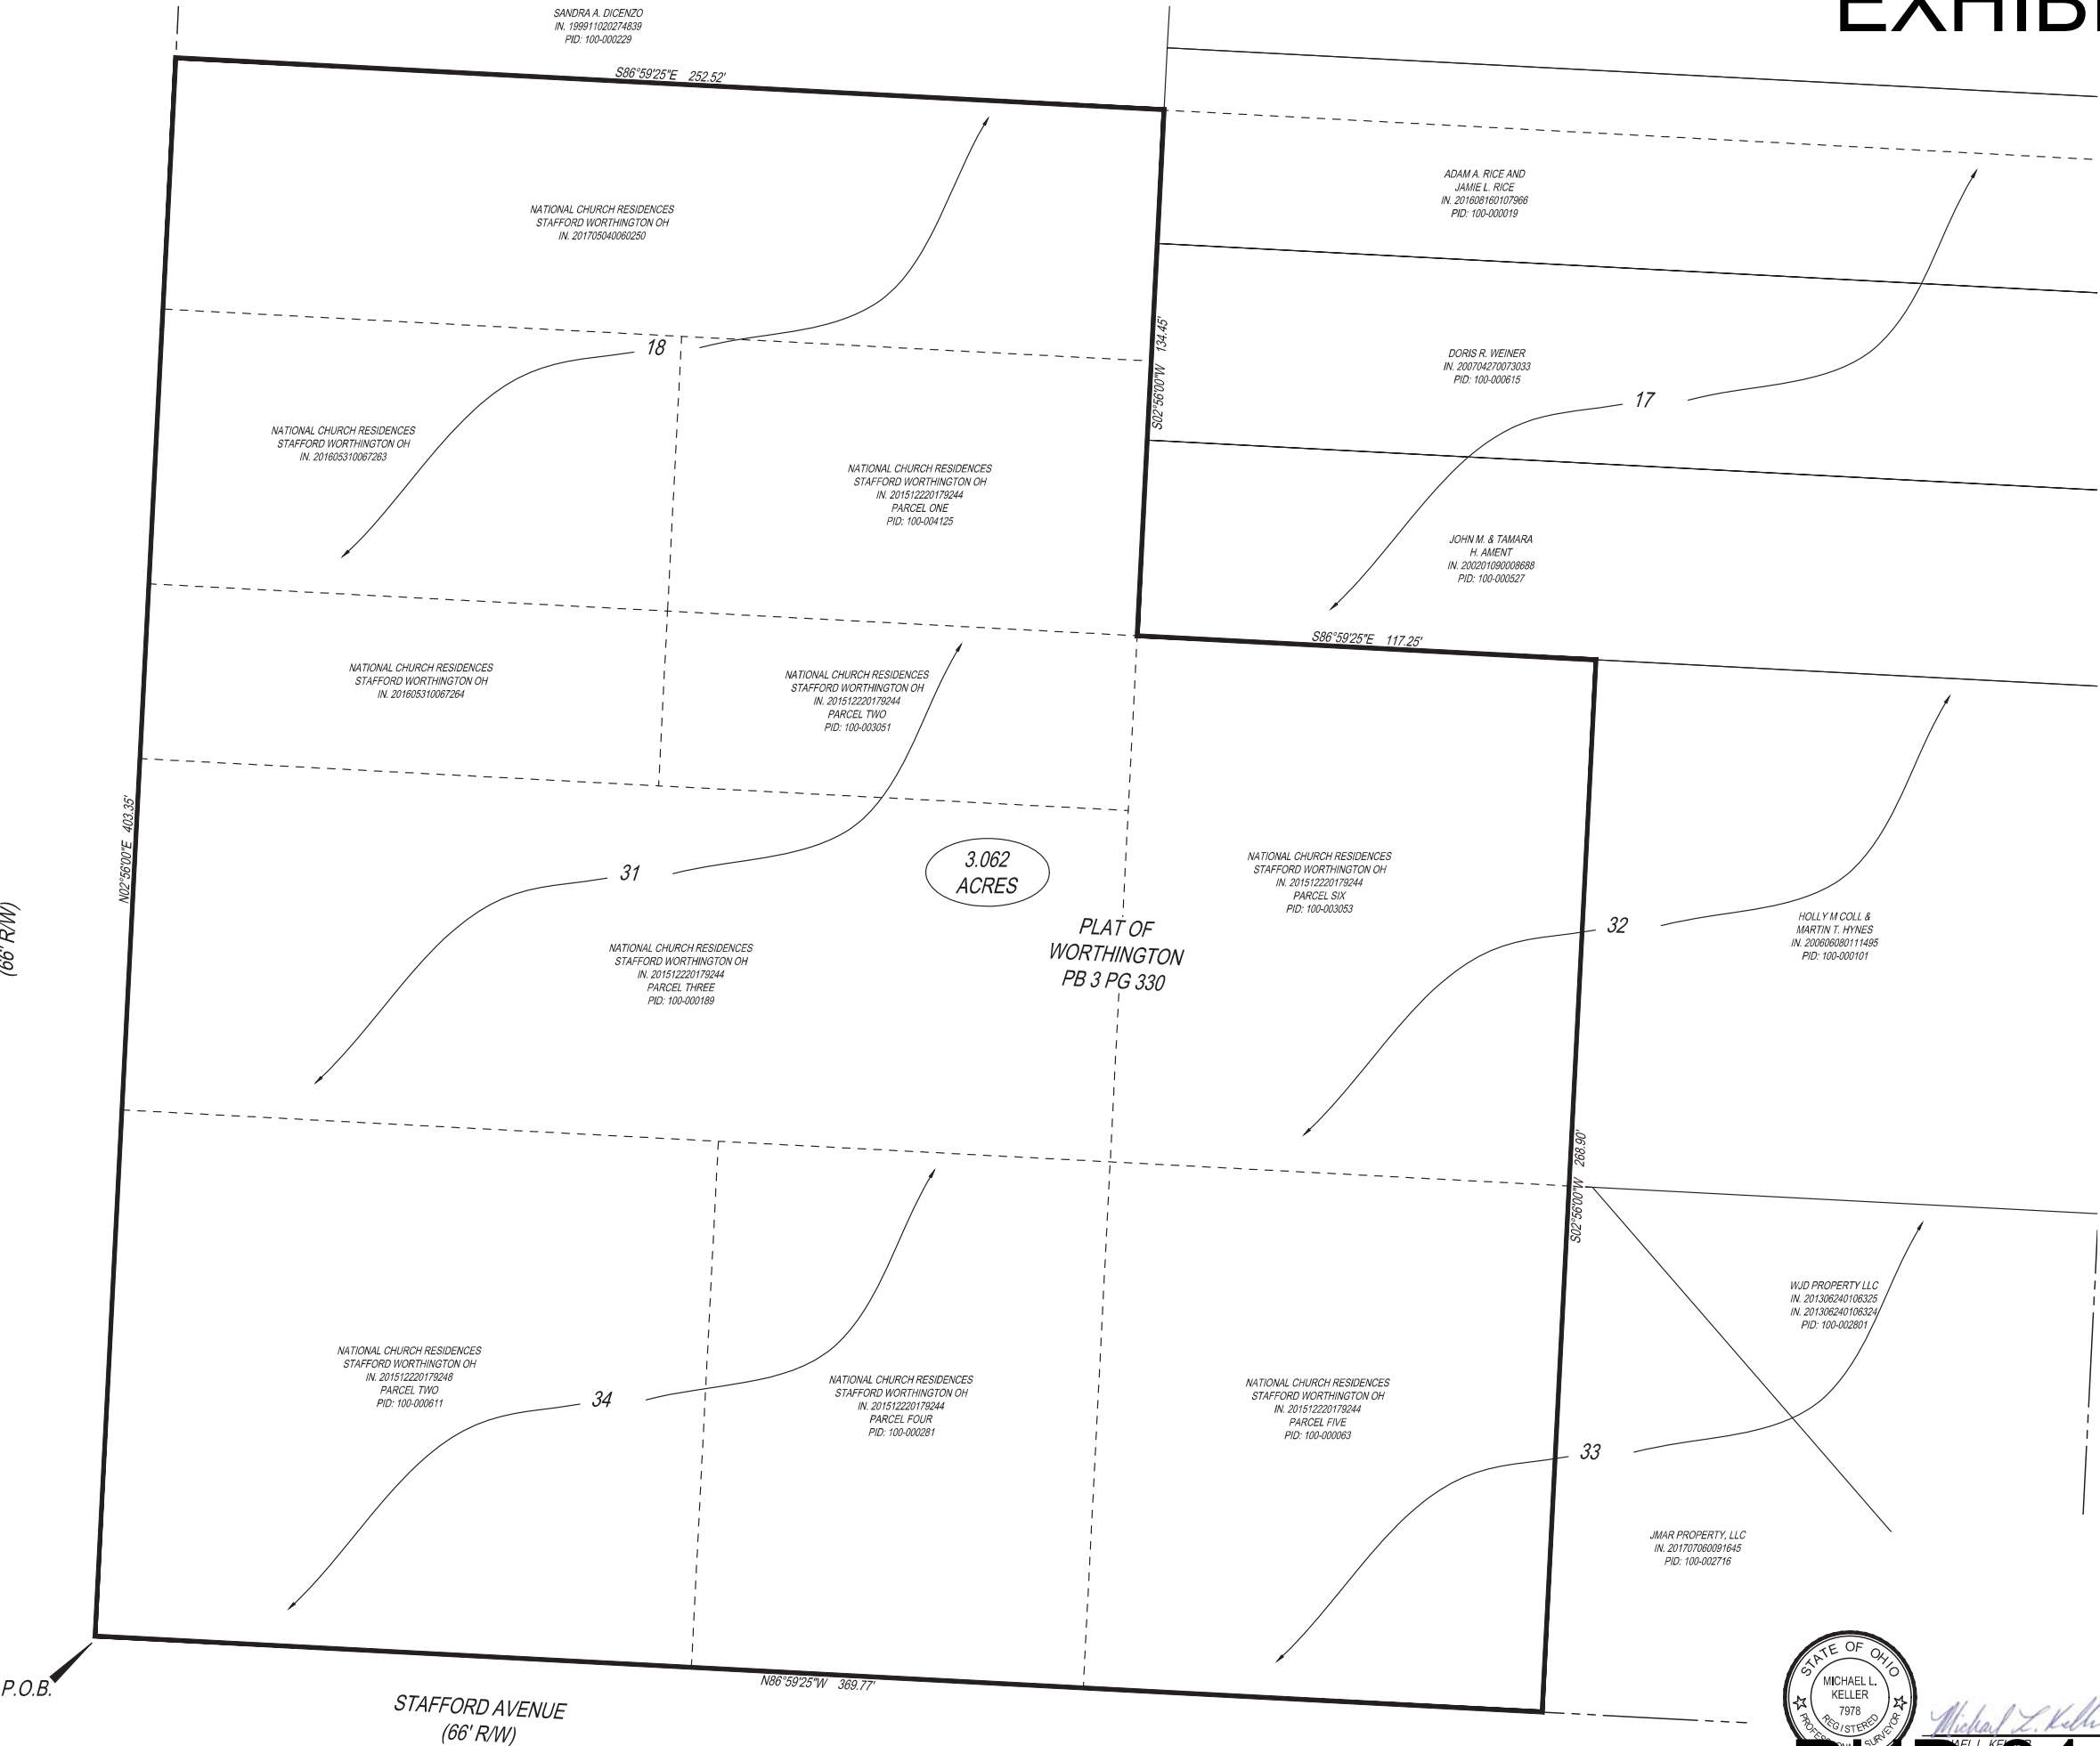 EXHIB
SANDRA A. DICENZO
IN. 199911020274839
PID: 100-000229
S86°59'25"E 252.52'
NATIONAL CHURCH RESIDENCES
STAFFORD WORTHINGTON OH
IN. 201705040060250
ADAM A. RICE AND
JAMIE L. RICE
IN. 201608160107966
PID: 100-000019
18
S02°56'00"W 134.45'
DORIS R. WEINER
IN. 200704270073033
PID: 100-000615
17
NATIONAL CHURCH RESIDENCES
STAFFORD WORTHINGTON OH
IN. 201605310067263
NATIONAL CHURCH RESIDENCES
STAFFORD WORTHINGTON OH
IN. 201512220179244
PARCEL ONE
PID: 100-004125
JOHN M. & TAMARA
H. AMENT
IN. 200201090008688
PID: 100-000527
S86°59'25"E 117.25'
NATIONAL CHURCH RESIDENCES
STAFFORD WORTHINGTON OH
IN. 201605310067264
NATIONAL CHURCH RESIDENCES
STAFFORD WORTHINGTON OH
IN. 201512220179244
PARCEL TWO
PID: 100-003051
N02°56'00"E 403.35'
(66' R/W)
31
3.062
ACRES
NATIONAL CHURCH RESIDENCES
STAFFORD WORTHINGTON OH
IN. 201512220179244
PARCEL SIX
PID: 100-003053
PLAT OF
WORTHINGTON
PB 3 PG 330
32
HOLLY M COLL &
MARTIN T. HYNES
IN. 200606080111495
PID: 100-000101
NATIONAL CHURCH RESIDENCES
STAFFORD WORTHINGTON OH
IN. 201512220179244
PARCEL THREE
PID: 100-000189
S02°56'00"W 268.90'
WJD PROPERTY LLC
IN. 201306240106325
IN. 201306240106324
PID: 100-002801
NATIONAL CHURCH RESIDENCES
STAFFORD WORTHINGTON OH
IN. 201512220179248
PARCEL TWO
PID: 100-000611
34
NATIONAL CHURCH RESIDENCES
STAFFORD WORTHINGTON OH
IN. 201512220179244
PARCEL FOUR
PID: 100-000281
NATIONAL CHURCH RESIDENCES
STAFFORD WORTHINGTON OH
IN. 201512220179244
PARCEL FIVE
PID: 100-000063
33
JMAR PROPERTY, LLC
IN. 201707060091645
PID: 100-002716
P.O.B.
N86°59'25"W 369.77'
STAFFORD AVENUE
(66' R/W)
STATE OF OHIO
MICHAEL L.
KELLER
7978
REGISTERED
SURVEYOR
Michael L. Kelle